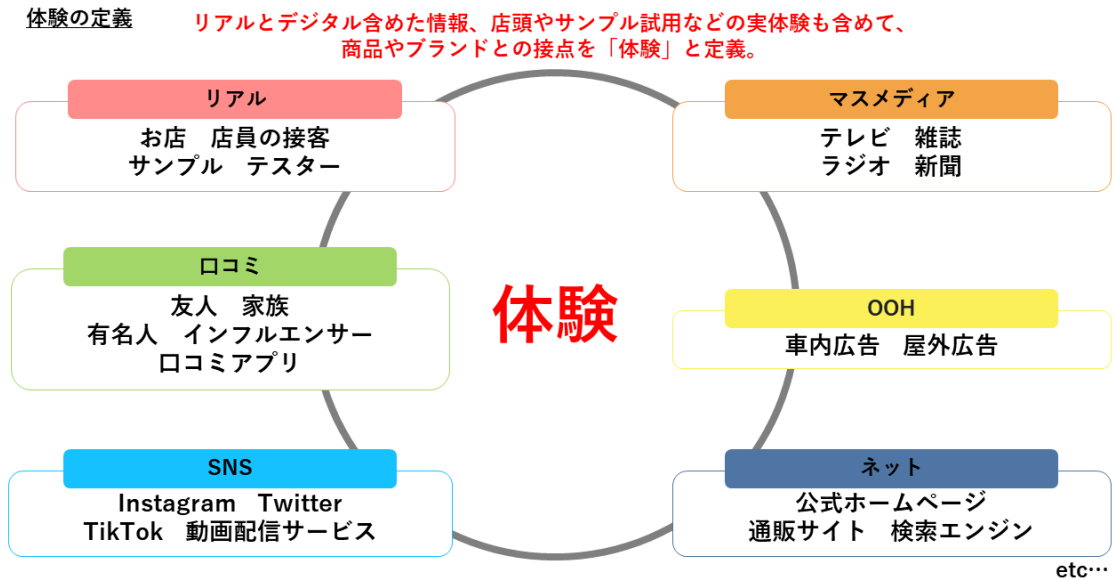 体験の定義
リアルとデジタル含めた情報、店頭やサンプル試用などの実体験も含めて、
商品やブランドとの接点を「体験」と定義。
リアル
お店　店員の接客
サンプル　テスター
マスメディア
テレビ　雑誌
ラジオ　新聞
口コミ
友人　家族
有名人　インフルエンサー
口コミアプリ
体験
OOH
車内広告　屋外広告
SNS
Instagram　Twitter
TikTok　動画配信サービス
ネット
公式ホームページ
通販サイト　検索エンジン
etc…